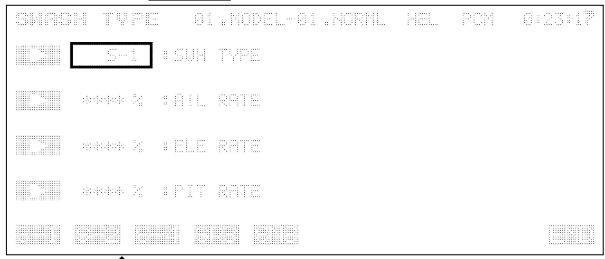 SWASH TYPE 01.MODEL-01.NORML HEL PCM 0:23:17
S-1 :SWH TYPE
**** % :AIL RATE
**** % :ELE RATE
**** % :PIT RATE